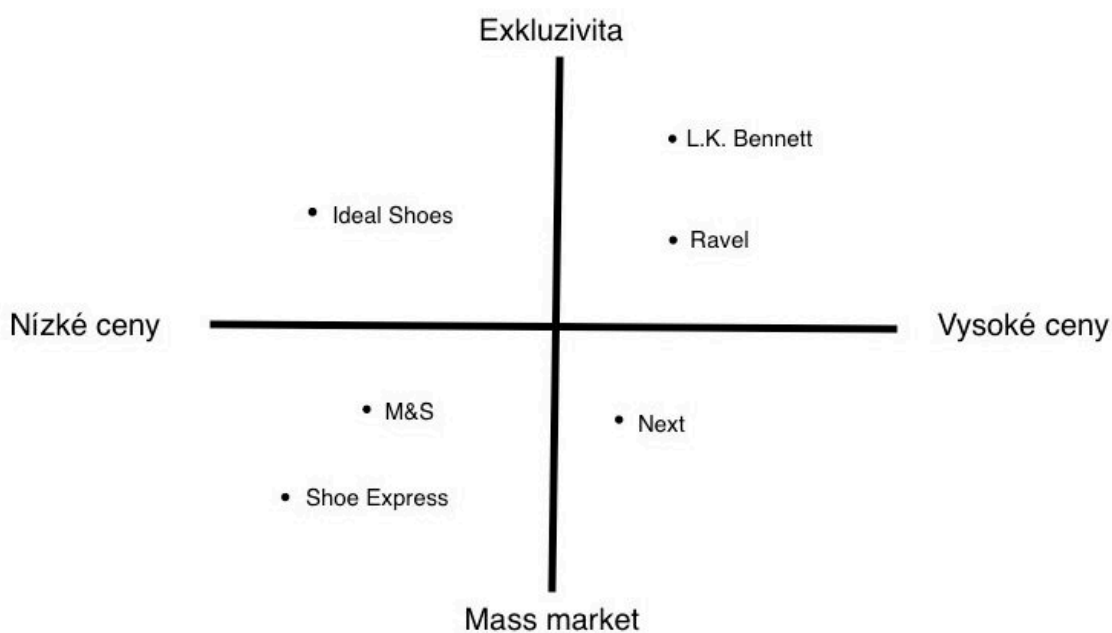 Exkluzivita
L.K. Bennett
Ideal Shoes
Ravel
Nízké ceny
Vysoké ceny
M&S
Next
Shoe Express
Mass market